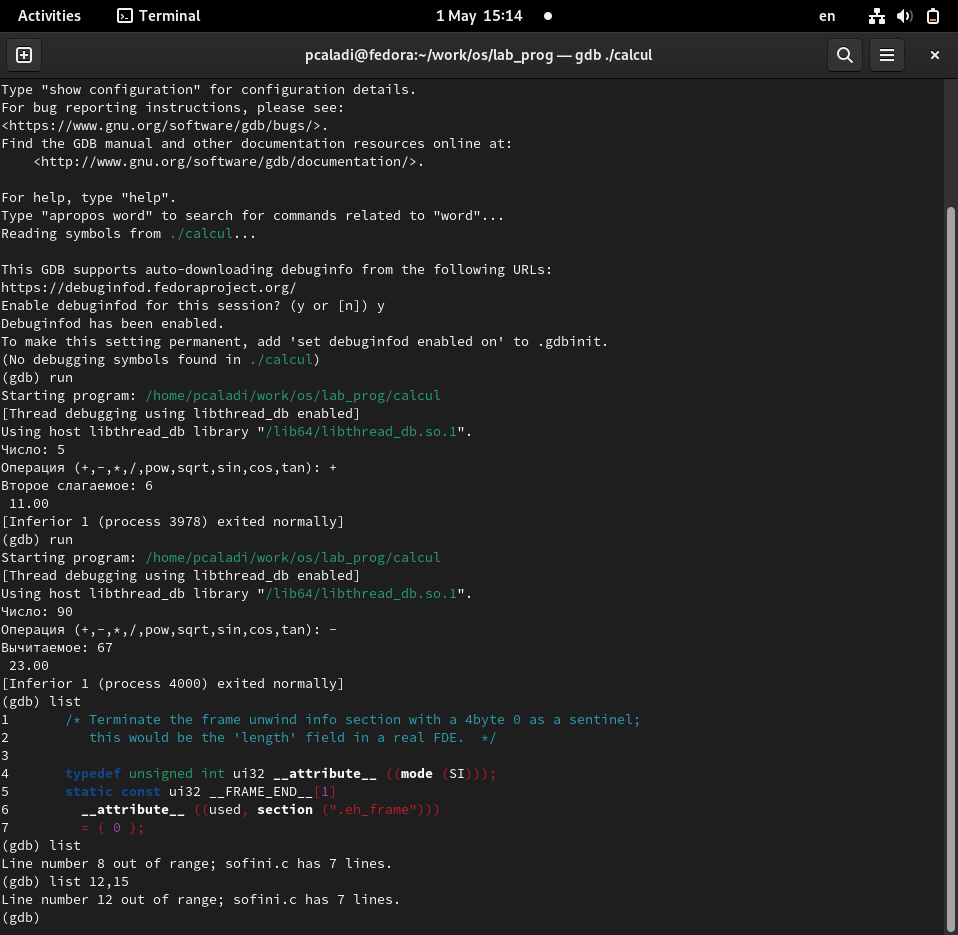 Activities Terminal 1 May 15:14 en
pcaladi@fedora:~/work/os/lab_prog — gdb ./calcul
Type "show configuration" for configuration details.
For bug reporting instructions, please see:
<https://www.gnu.org/software/gdb/bugs/>.
Find the GDB manual and other documentation resources online at:
    <http://www.gnu.org/software/gdb/documentation/>.

For help, type "help".
Type "apropos word" to search for commands related to "word"...
Reading symbols from ./calcul...

This GDB supports auto-downloading debuginfo from the following URLs:
https://debuginfod.fedoraproject.org/
Enable debuginfod for this session? (y or [n]) y
Debuginfod has been enabled.
To make this setting permanent, add 'set debuginfod enabled on' to .gdbinit.
(No debugging symbols found in ./calcul)
(gdb) run
Starting program: /home/pcaladi/work/os/lab_prog/calcul
[Thread debugging using libthread_db enabled]
Using host libthread_db library "/lib64/libthread_db.so.1".
Число: 5
Операция (+,-,*,/,pow,sqrt,sin,cos,tan): +
Второе слагаемое: 6
 11.00
[Inferior 1 (process 3978) exited normally]
(gdb) run
Starting program: /home/pcaladi/work/os/lab_prog/calcul
[Thread debugging using libthread_db enabled]
Using host libthread_db library "/lib64/libthread_db.so.1".
Число: 90
Операция (+,-,*,/,pow,sqrt,sin,cos,tan): -
Вычитаемое: 67
 23.00
[Inferior 1 (process 4000) exited normally]
(gdb) list
1       /* Terminate the frame unwind info section with a 4byte 0 as a sentinel;
2          this would be the 'length' field in a real FDE.  */
3
4       typedef unsigned int ui32 __attribute__ ((mode (SI)));
5       static const ui32 __FRAME_END__[1]
6         __attribute__ ((used, section (".eh_frame")))
7         = { 0 };
(gdb) list
Line number 8 out of range; sofini.c has 7 lines.
(gdb) list 12,15
Line number 12 out of range; sofini.c has 7 lines.
(gdb)